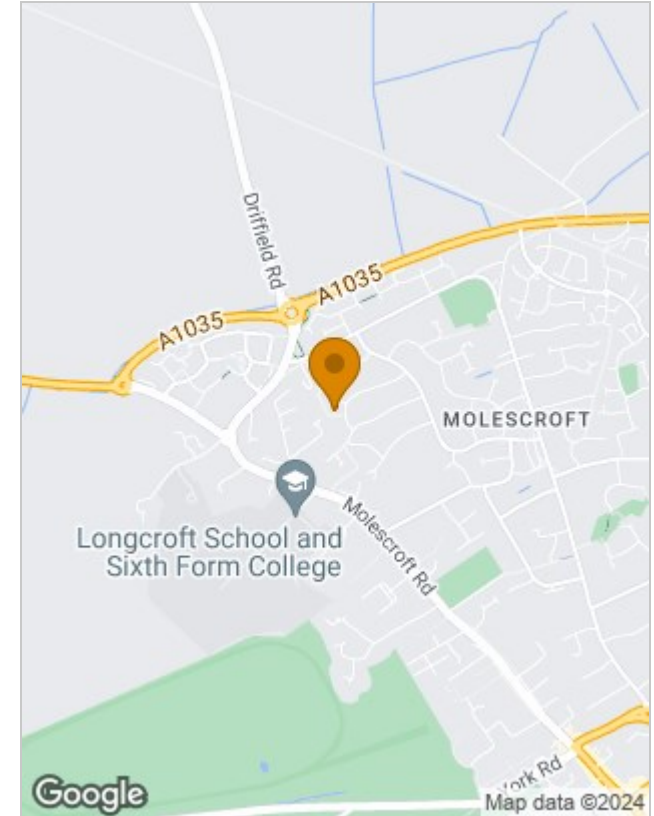 Driffield Rd
A1035
A1035
MOLESCROFT
Longcroft School and
Sixth Form College
Molescroft Rd
York Rd
Google
Map data ©2024